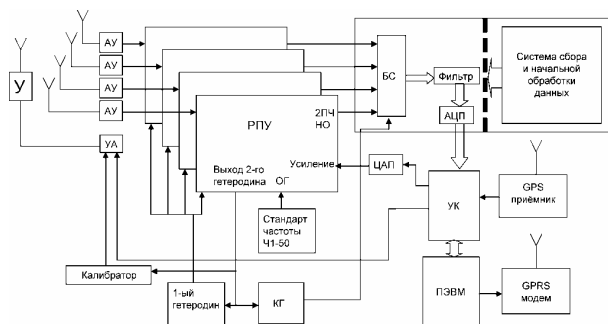 АУ
АУ
АУ
АУ
У
УА
РПУ
2ПЧ
НО
Усиление
Выход 2-го
гетеродина
ОГ
БС
Фильтр
АЦП
Система сбора
и начальной
обработки
данных
ЦАП
УК
GPS
приёмник
Стандарт
частоты
Ч1-50
Калибратор
1-ый
гетеродин
КГ
ПЭВМ
GPRS
модем